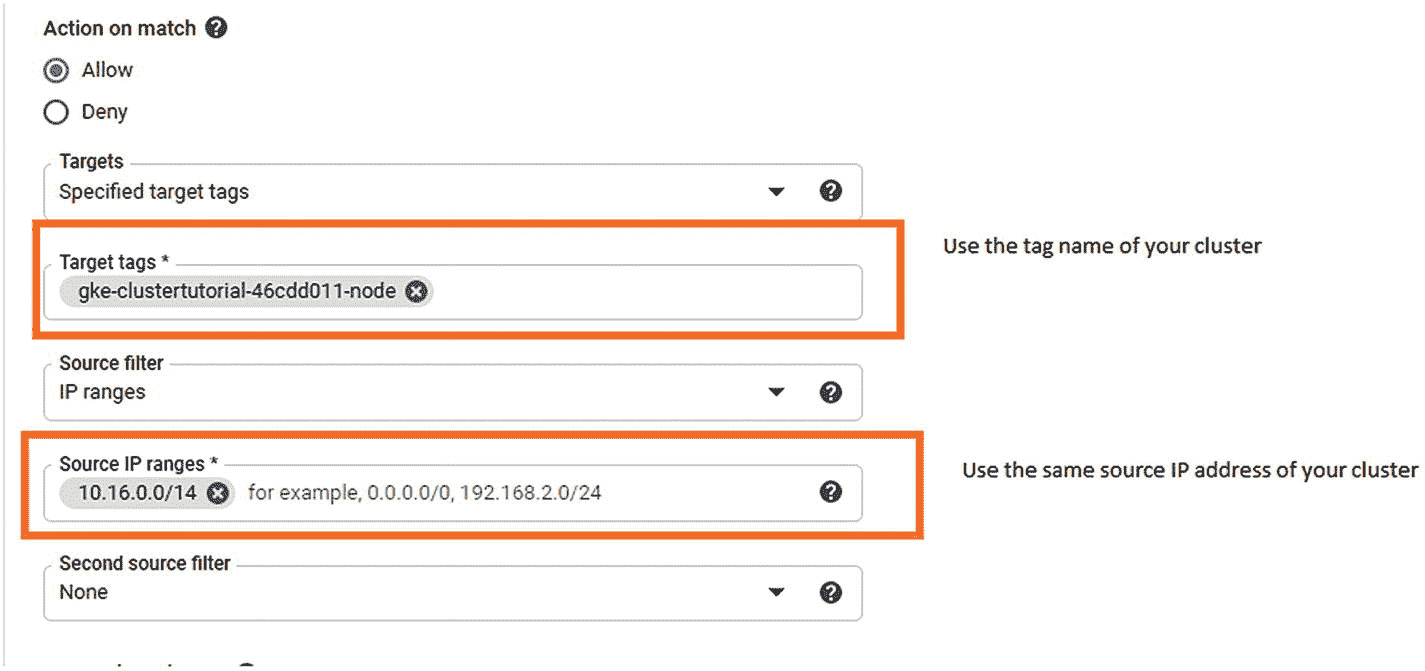 Action on match
Allow
Deny
Targets
Specified target tags
Use the tag name of your cluster
Target tags *
gke-clustertutorial-46cdd011-node
Source filter
IP ranges
Source IP ranges *
10.16.0.0/14 for example, 0.0.0.0/0, 192.168.2.0/24
Use the same source IP address of your cluster
Second source filter
None